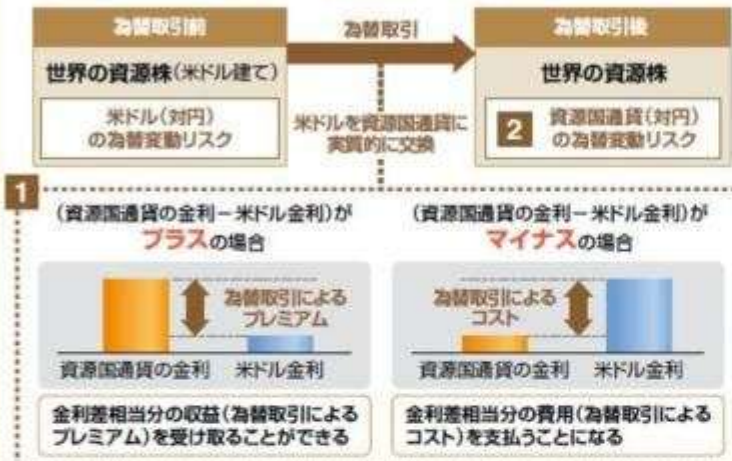 為替取引前
為替取引
為替取引後
世界の資源株(米ドル建て)
世界の資源株
米ドル(対円)
の為替変動リスク
米ドルを資源国通貨に
実質的に交換
2 資源国通貨(対円)
の為替変動リスク
1
(資源国通貨の金利-米ドル金利)が
プラスの場合
(資源国通貨の金利-米ドル金利)が
マイナスの場合
為替取引による
プレミアム
資源国通貨の金利
米ドル金利
為替取引による
コスト
資源国通貨の金利
米ドル金利
金利差相当分の収益(為替取引による
プレミアム)を受け取ることができる
金利差相当分の費用(為替取引による
コスト)を支払うことになる